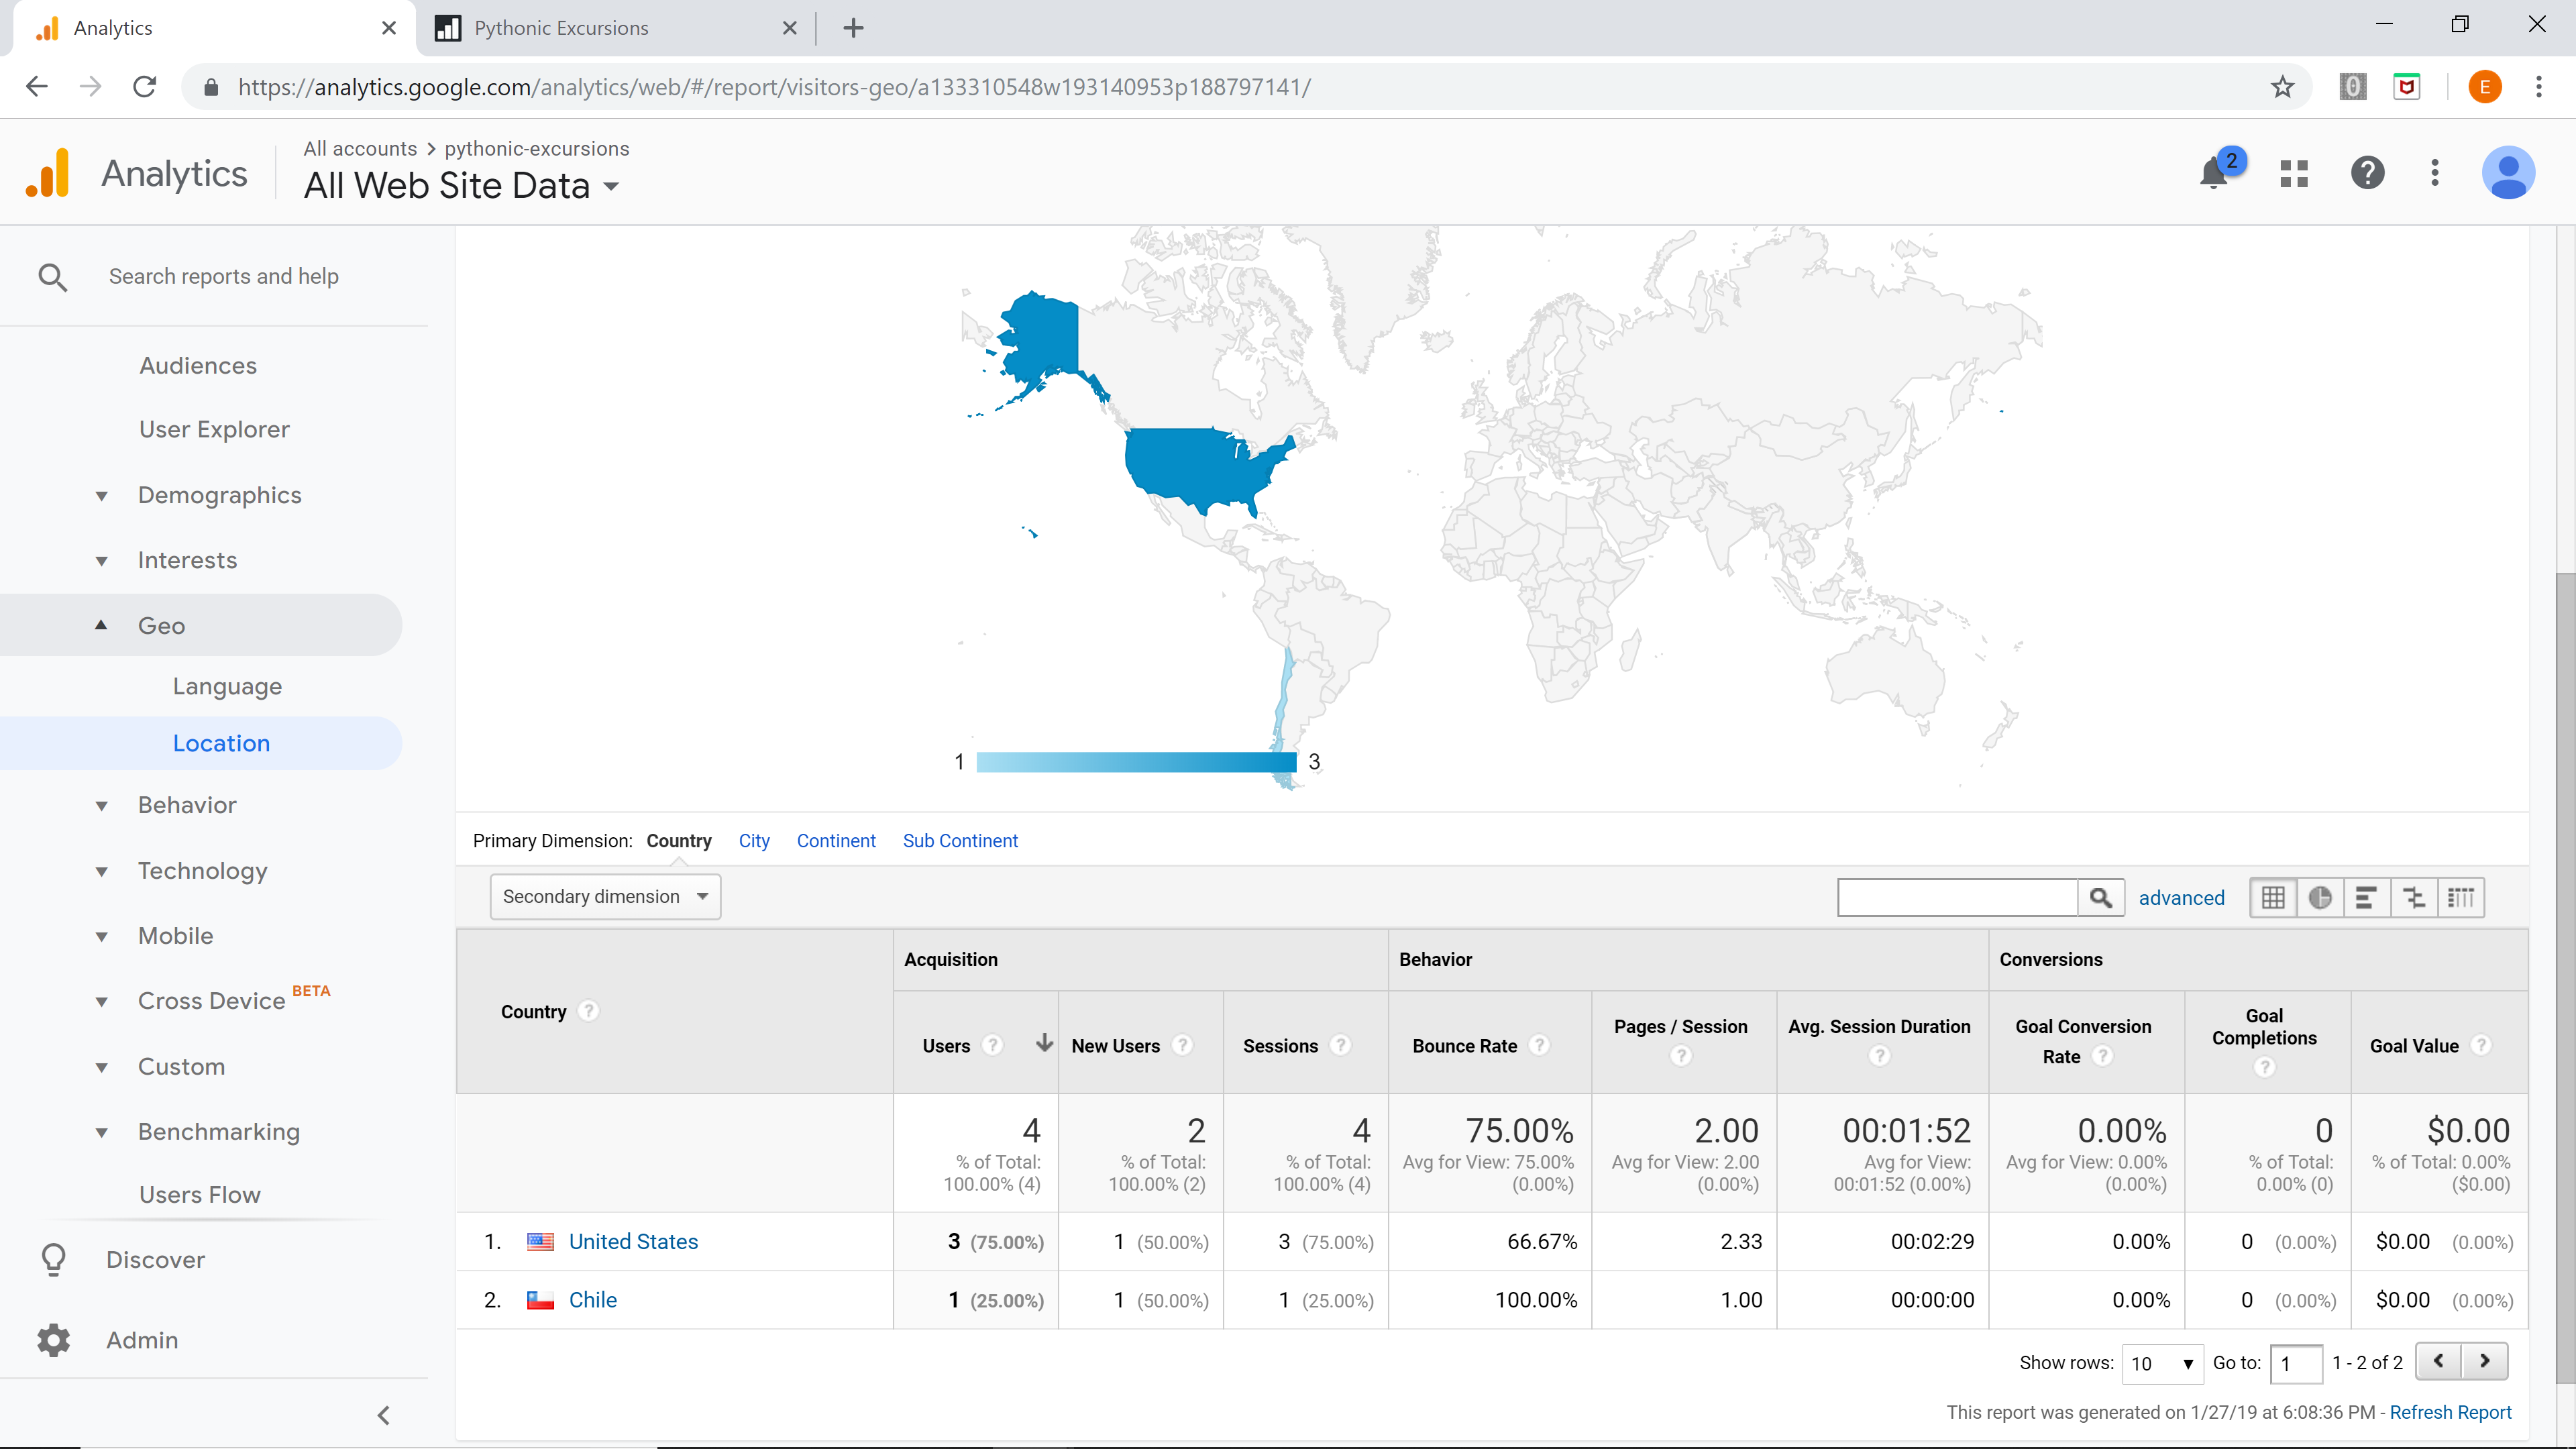 Analytics
Pythonic Excursions
https://analytics.google.com/analytics/web/#/report/visitors-geo/a133310548w193140953p188797141/
E
Analytics
All accounts > pythonic-excursions
All Web Site Data
2
Search reports and help
Audiences
User Explorer
Demographics
Interests
Geo
Language
Location
Behavior
Technology
Mobile
Cross Device BETA
Custom
Benchmarking
Users Flow
Discover
Admin
1 3
Primary Dimension: Country City Continent Sub Continent
Secondary dimension
advanced
Acquisition Behavior Conversions
Country ?
Users ? New Users ? Sessions ? Bounce Rate ? Pages / Session ? Avg. Session Duration ? Goal Conversion Rate ? Goal Completions ? Goal Value ?
4 2 4 75.00% 2.00 00:01:52 0.00% 0 $0.00
% of Total: % of Total: % of Total: Avg for View: 75.00% Avg for View: 2.00 Avg for View: Avg for View: 0.00% % of Total: % of Total: 0.00%
100.00% (4) 100.00% (2) 100.00% (4) (0.00%) (0.00%) 00:01:52 (0.00%) (0.00%) 0.00% (0) ($0.00)
1. United States 3 (75.00%) 1 (50.00%) 3 (75.00%) 66.67% 2.33 00:02:29 0.00% 0 (0.00%) $0.00 (0.00%)
2. Chile 1 (25.00%) 1 (50.00%) 1 (25.00%) 100.00% 1.00 00:00:00 0.00% 0 (0.00%) $0.00 (0.00%)
Show rows: 10 Go to: 1 1 - 2 of 2
This report was generated on 1/27/19 at 6:08:36 PM - Refresh Report